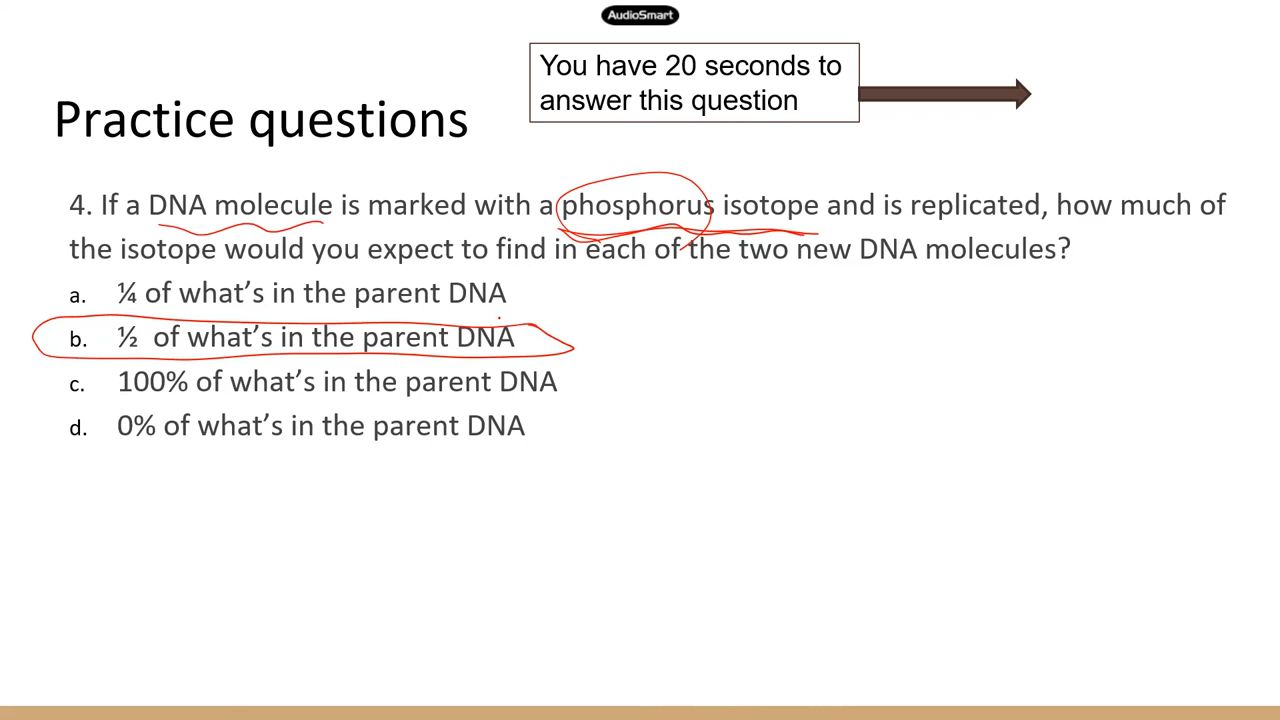 AudioSmart
You have 20 seconds to
answer this question
Practice questions
4. If a DNA molecule is marked with a phosphorus isotope and is replicated, how much of
the isotope would you expect to find in each of the two new DNA molecules?
a. ¼ of what’s in the parent DNA
b. ½ of what’s in the parent DNA
c. 100% of what’s in the parent DNA
d. 0% of what’s in the parent DNA